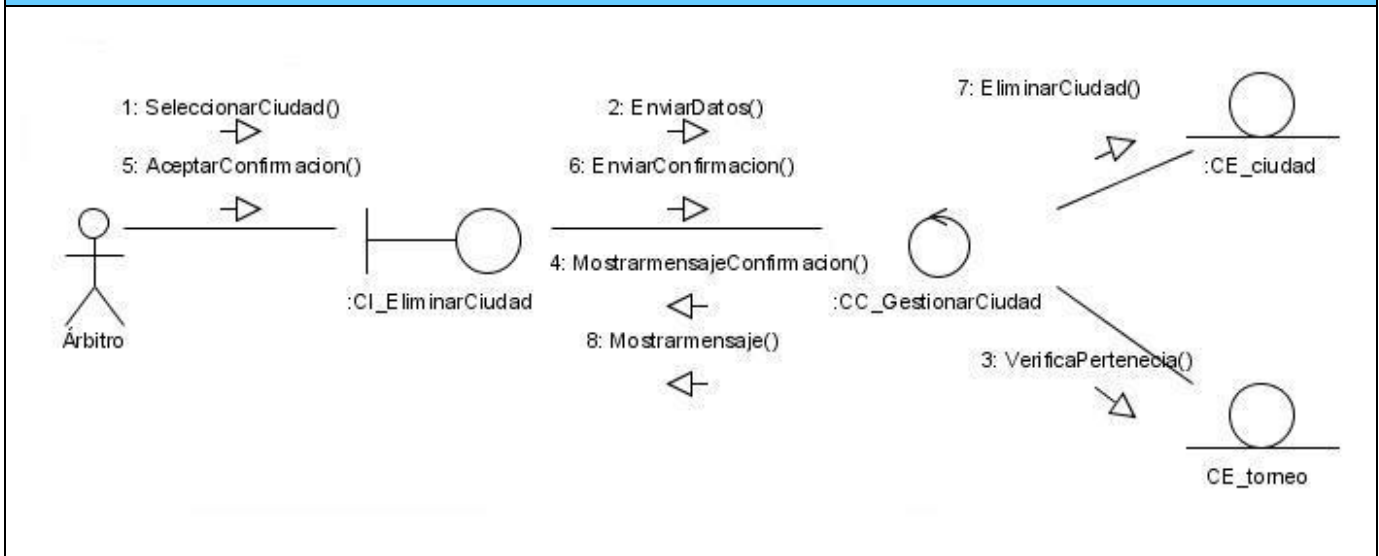 7: EliminarCiudad()
1: SeleccionarCiudad()
2: EnviarDatos()
5: AceptarConfirmacion()
6: EnviarConfirmacion()
:CE_ciudad
4: MostrarmensajeConfirmacion()
:CI_EliminarCiudad
:CC_GestionarCiudad
Árbitro
8: Mostrarmensaje()
3: VerificaPertenecia()
CE_torneo